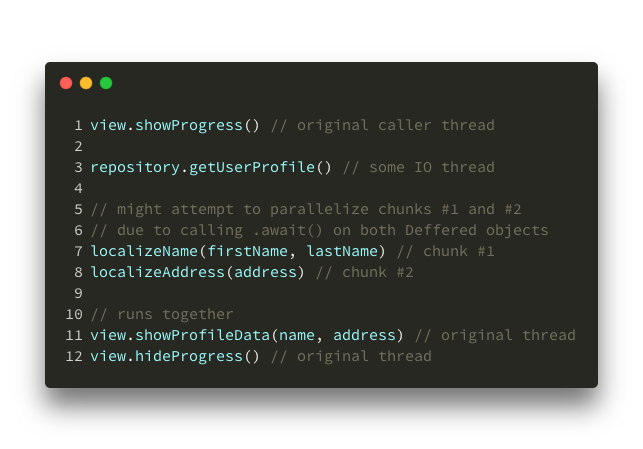 1 view.showProgress() // original caller thread
2
3 repository.getUserProfile() // some IO thread
4
5 // might attempt to parallelize chunks #1 and #2
6 // due to calling .await() on both Deffered objects
7 localizeName(firstName, lastName) // chunk #1
8 localizeAddress(address) // chunk #2
9
10 // runs together
11 view.showProfileData(name, address) // original thread
12 view.hideProgress() // original thread